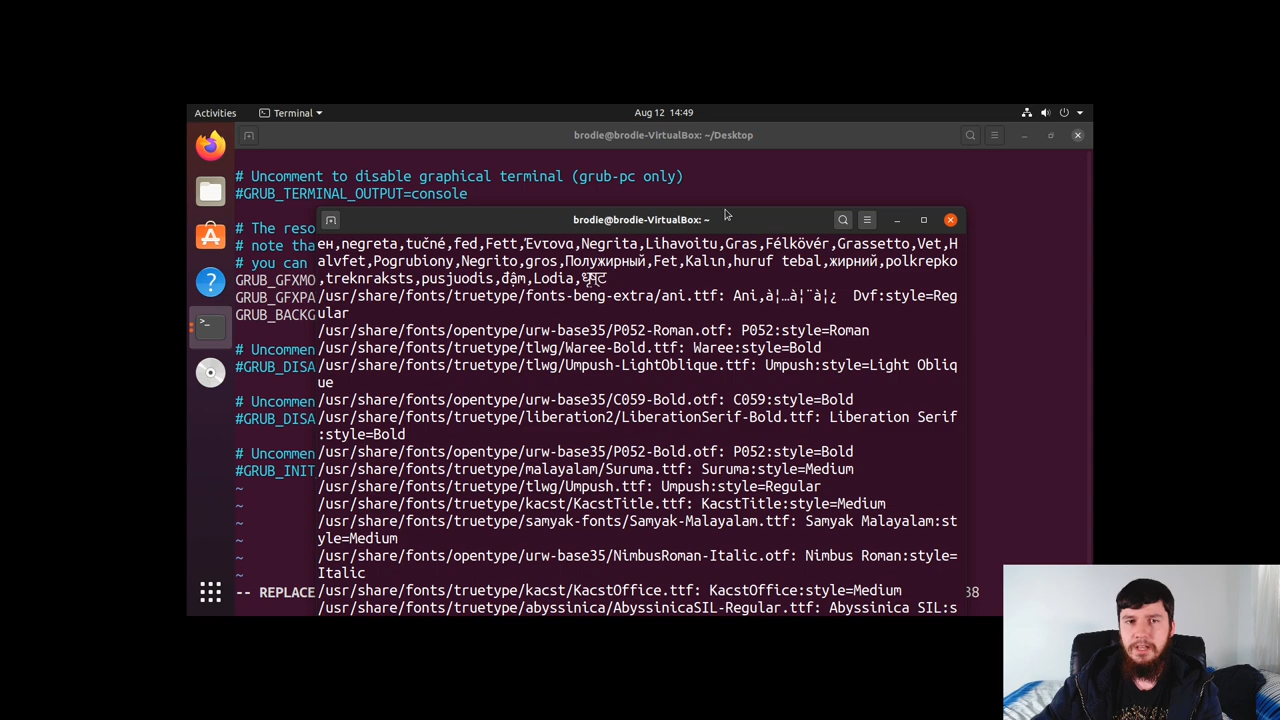 Activities
Terminal
Aug 12 14:49
brodie@brodie-VirtualBox: ~/Desktop
# Uncomment to disable graphical terminal (grub-pc only)
#GRUB_TERMINAL_OUTPUT=console
# The reso
# note tha
# you can
GRUB_GFXMO
GRUB_GFXPA
GRUB_BACKG
# Uncommen
#GRUB_DISA
# Uncommen
#GRUB_DISA
# Uncommen
#GRUB_INIT
~
~
~
~
~
~
-- REPLACE
38
brodie@brodie-VirtualBox: ~
ен,negreta,tučné,fed,Fett,Έντονα,Negrita,Lihavoitu,Gras,Félkövér,Grassetto,Vet,H
alvfet,Pogrubiony,Negrito,gros,Полужирный,Fet,Kalın,huruf tebal,жирний,polkrepko
,treknraksts,pusjuodis,đậm,Lodia,धृष्ट
/usr/share/fonts/truetype/fonts-beng-extra/ani.ttf: Ani,à¦…à¦¨à¦¿  Dvf:style=Reg
ular
/usr/share/fonts/opentype/urw-base35/P052-Roman.otf: P052:style=Roman
/usr/share/fonts/truetype/tlwg/Waree-Bold.ttf: Waree:style=Bold
/usr/share/fonts/truetype/tlwg/Umpush-LightOblique.ttf: Umpush:style=Light Obliq
ue
/usr/share/fonts/opentype/urw-base35/C059-Bold.otf: C059:style=Bold
/usr/share/fonts/truetype/liberation2/LiberationSerif-Bold.ttf: Liberation Serif
:style=Bold
/usr/share/fonts/opentype/urw-base35/P052-Bold.otf: P052:style=Bold
/usr/share/fonts/truetype/malayalam/Suruma.ttf: Suruma:style=Medium
/usr/share/fonts/truetype/tlwg/Umpush.ttf: Umpush:style=Regular
/usr/share/fonts/truetype/kacst/KacstTitle.ttf: KacstTitle:style=Medium
/usr/share/fonts/truetype/samyak-fonts/Samyak-Malayalam.ttf: Samyak Malayalam:st
yle=Medium
/usr/share/fonts/opentype/urw-base35/NimbusRoman-Italic.otf: Nimbus Roman:style=
Italic
/usr/share/fonts/truetype/kacst/KacstOffice.ttf: KacstOffice:style=Medium
/usr/share/fonts/truetype/abyssinica/AbyssinicaSIL-Regular.ttf: Abyssinica SIL:s